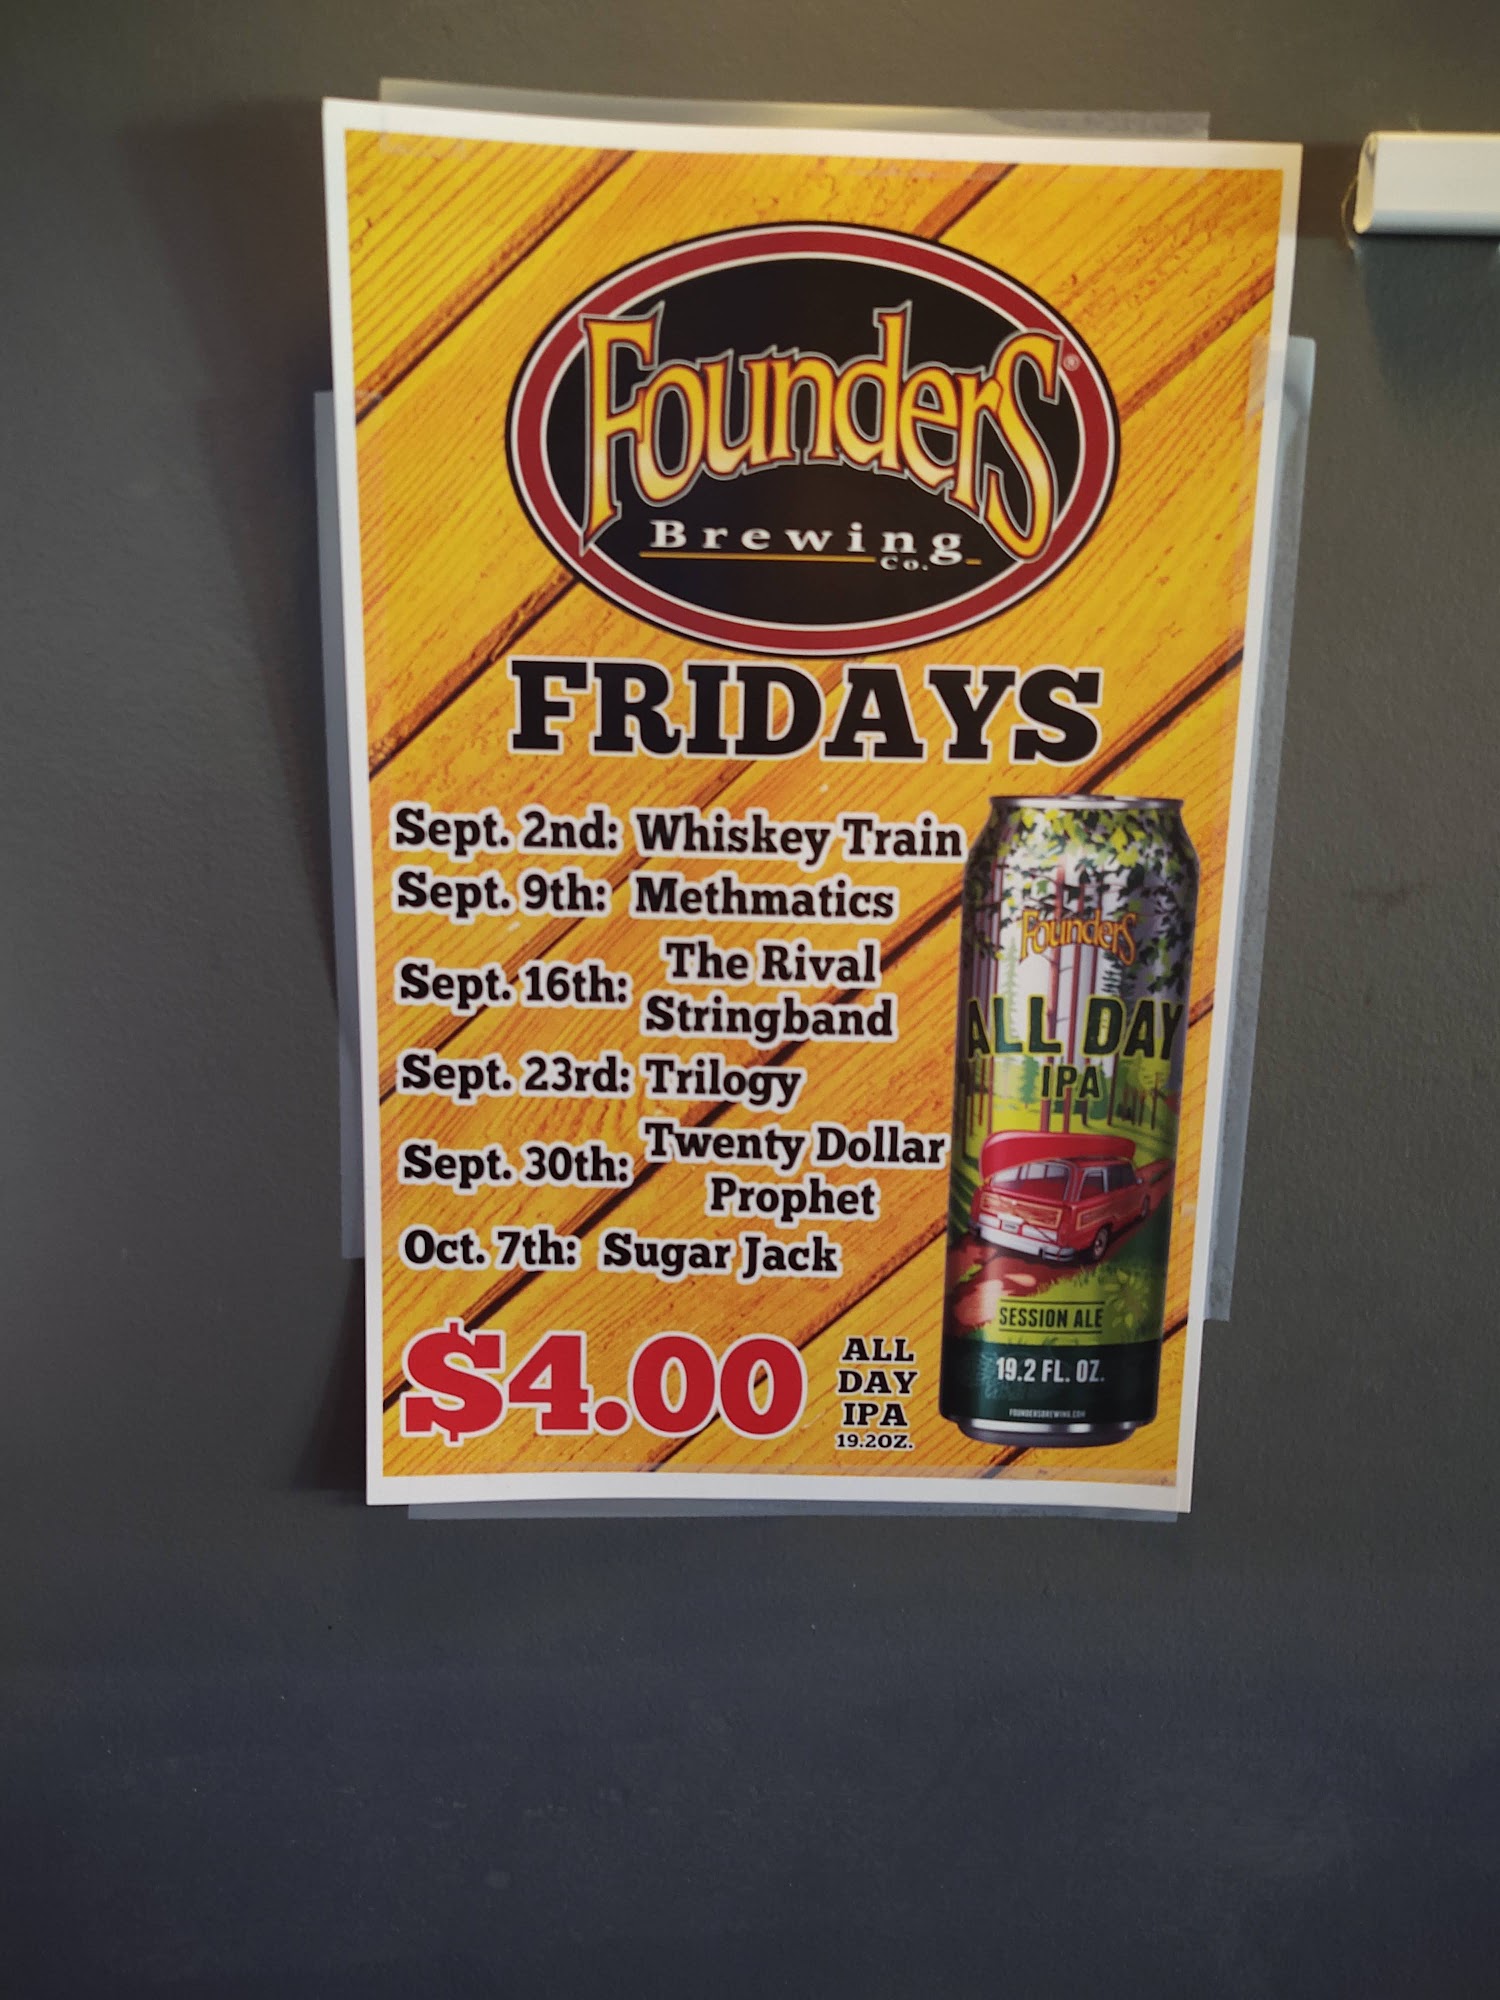 Founders®
Brewing
Co.
FRIDAYS
Sept. 2nd: Whiskey Train
Sept. 9th: Methmatics
Sept. 16th: The Rival
Stringband
Sept. 23rd: Trilogy
Sept. 30th: Twenty Dollar
Prophet
Oct. 7th: Sugar Jack
$4.00
ALL
DAY
IPA
19.2OZ.
Founders
ALL DAY
IPA
SESSION ALE
19.2 FL. OZ.
FOUNDERSBREWING.COM